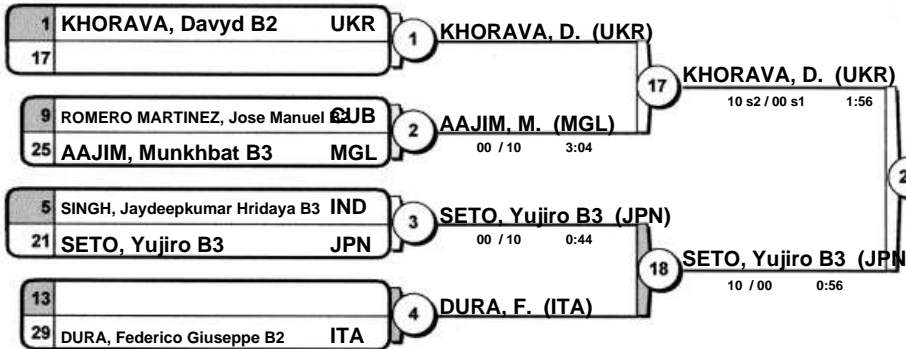 1 KHORAVA, Davyd B2 UKR
17
1
KHORAVA, D. (UKR)
9 ROMERO MARTINEZ, Jose Manuel CUB
25 AAJIM, Munkhbat B3 MGL
2
AAJIM, M. (MGL)
00 / 10 3:04
17
KHORAVA, D. (UKR)
10 s2 / 00 s1 1:56
5 SINGH, Jaydeepkumar Hridaya B3 IND
21 SETO, Yujiro B3 JPN
3
SETO, Yujiro B3 (JPN)
00 / 10 0:44
13
29 DURA, Federico Giuseppe B2 ITA
4
DURA, F. (ITA)
18
SETO, Yujiro B3 (JPN
10 / 00 0:56